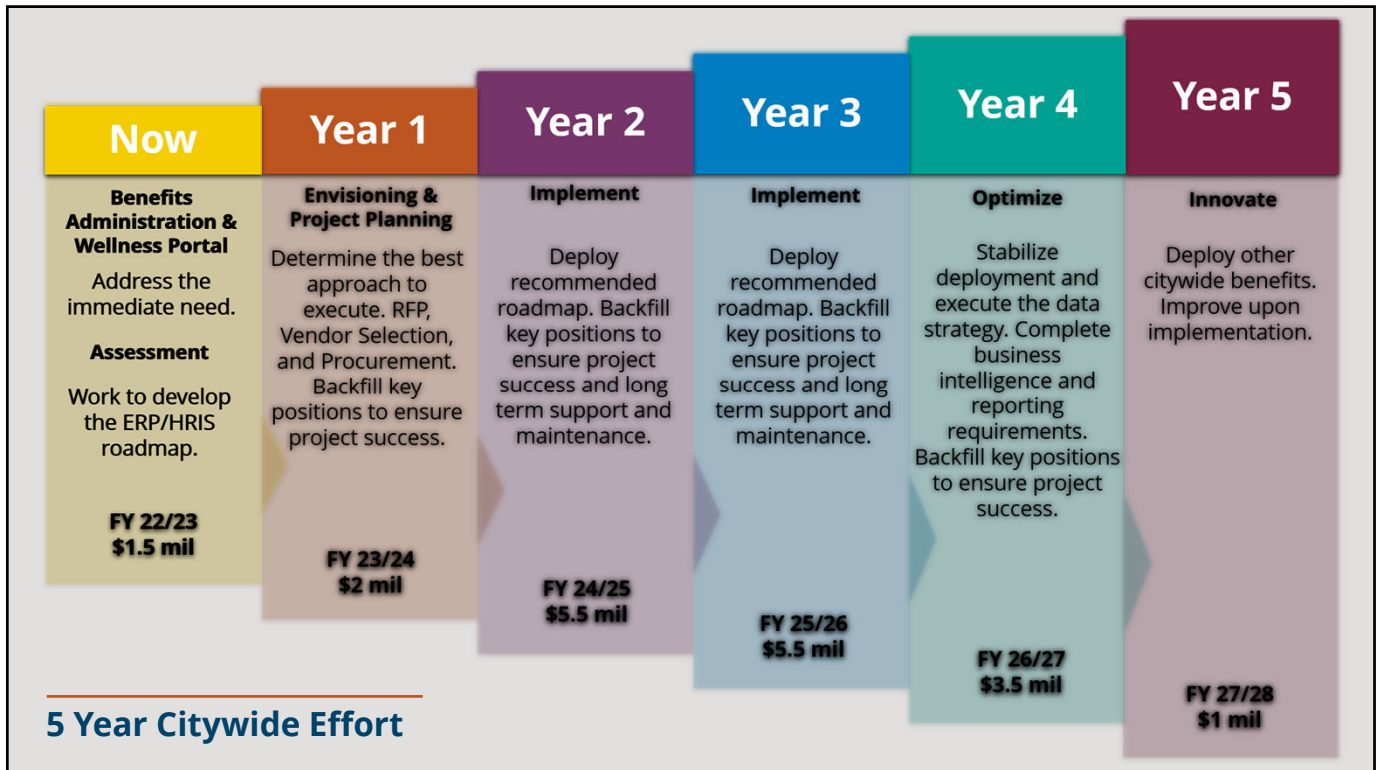 Now
Benefits
Administration &
Wellness Portal
Address the
immediate need.
Assessment
Work to develop
the ERP/HRIS
roadmap.
FY 22/23
$1.5 mil
Year 1
Envisioning &
Project Planning
Determine the best
approach to
execute. RFP,
Vendor Selection,
and Procurement.
Backfill key
positions to ensure
project success.
FY 23/24
$2 mil
Year 2
Implement
Deploy
recommended
roadmap. Backfill
key positions to
ensure project
success and long
term support and
maintenance.
FY 24/25
$5.5 mil
Year 3
Implement
Deploy
recommended
roadmap. Backfill
key positions to
ensure project
success and long
term support and
maintenance.
FY 25/26
$5.5 mil
Year 4
Optimize
Stabilize
deployment and
execute the data
strategy. Complete
business
intelligence and
reporting
requirements.
Backfill key positions
to ensure project
success.
FY 26/27
$3.5 mil
Year 5
Innovate
Deploy other
citywide benefits.
Improve upon
implementation.
FY 27/28
$1 mil
5 Year Citywide Effort